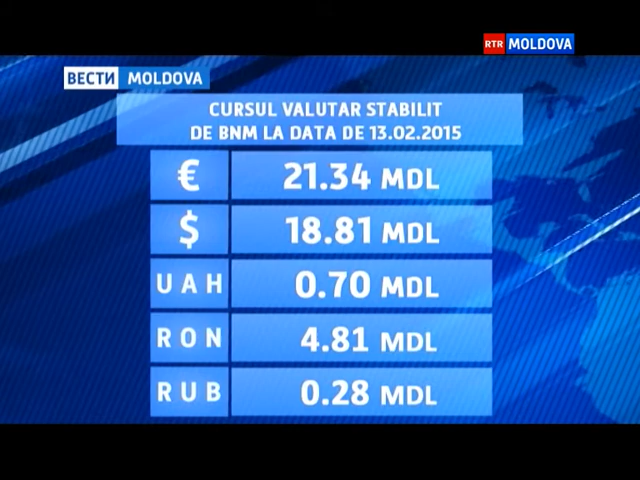 RTR MOLDOVA
ВЕСТИ MOLDOVA
CURSUL VALUTAR STABILIT
DE BNM LA DATA DE 13.02.2015
€ 21.34 MDL
$ 18.81 MDL
UAH 0.70 MDL
RON 4.81 MDL
RUB 0.28 MDL